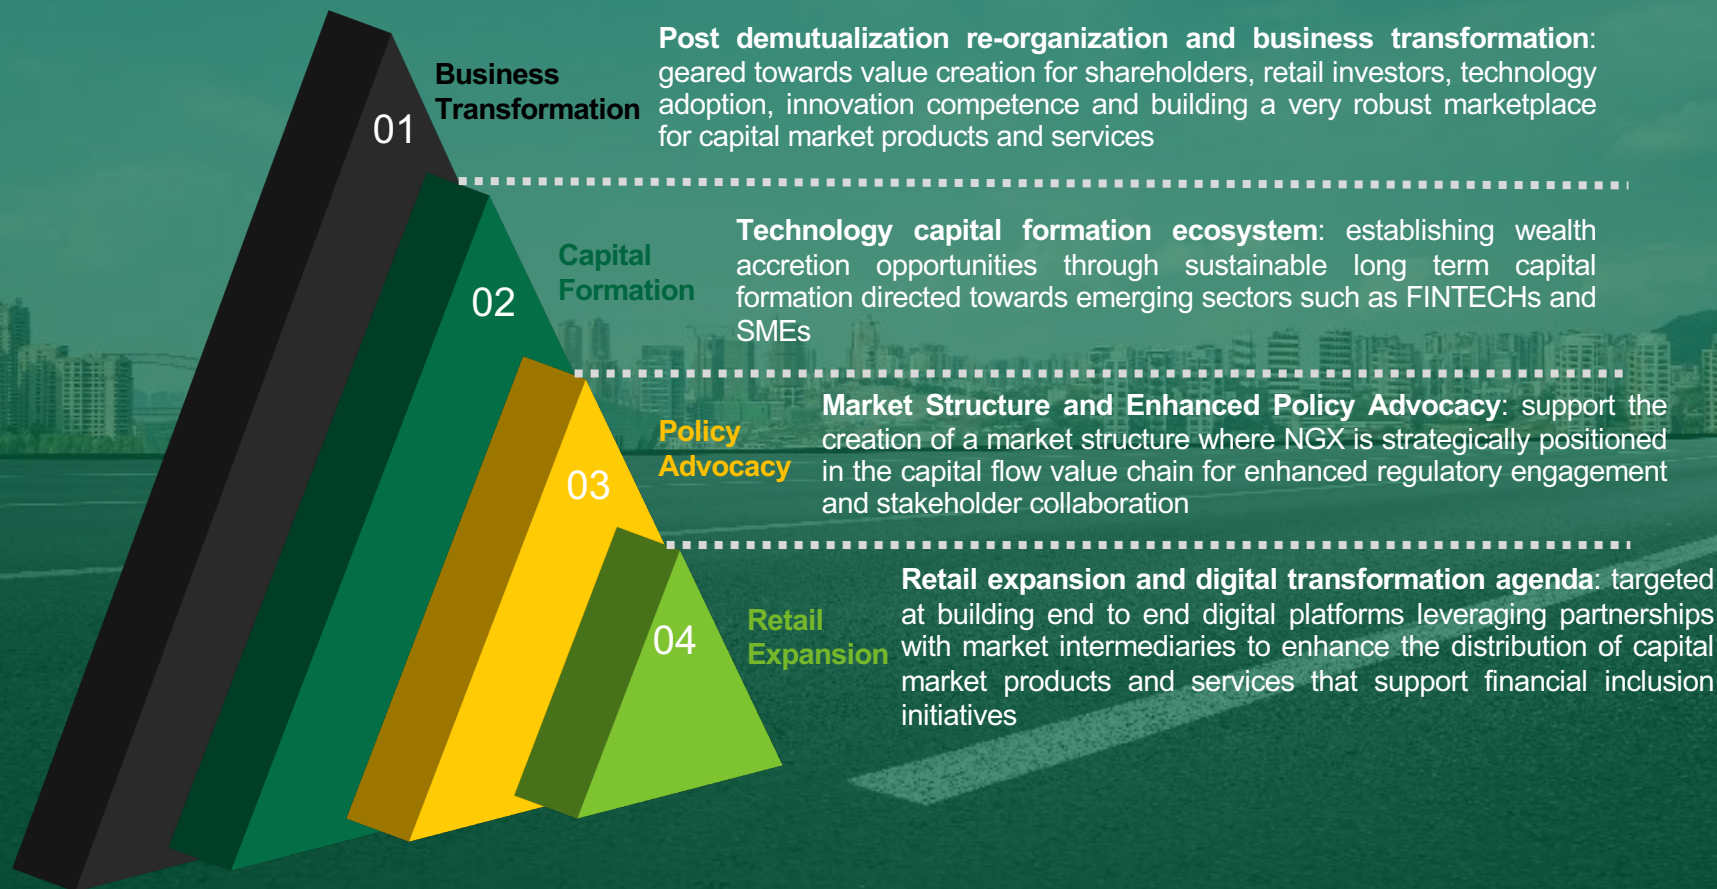 01
Business
Transformation
Post demutualization re-organization and business transformation:
geared towards value creation for shareholders, retail investors, technology
adoption, innovation competence and building a very robust marketplace
for capital market products and services
02
Capital
Formation
Technology capital formation ecosystem: establishing wealth
accretion opportunities through sustainable long term capital
formation directed towards emerging sectors such as FINTECHs and
SMEs
03
Policy
Advocacy
Market Structure and Enhanced Policy Advocacy: support the
creation of a market structure where NGX is strategically positioned
in the capital flow value chain for enhanced regulatory engagement
and stakeholder collaboration
04
Retail
Expansion
Retail expansion and digital transformation agenda: targeted
at building end to end digital platforms leveraging partnerships
with market intermediaries to enhance the distribution of capital
market products and services that support financial inclusion
initiatives